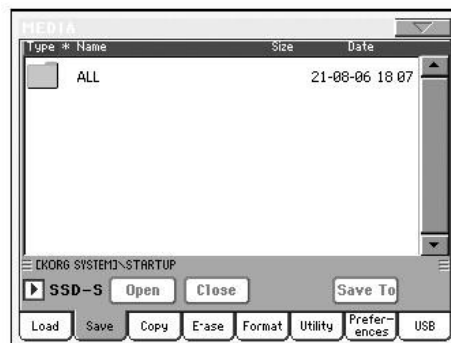 MEDIA
Type * Name Size Date
ALL 21-08-06 18 07
[KORG SYSTEM]\STARTUP
SSD-S Open Close Save To
Load Save Copy Erase Format Utility Prefer-ences USB